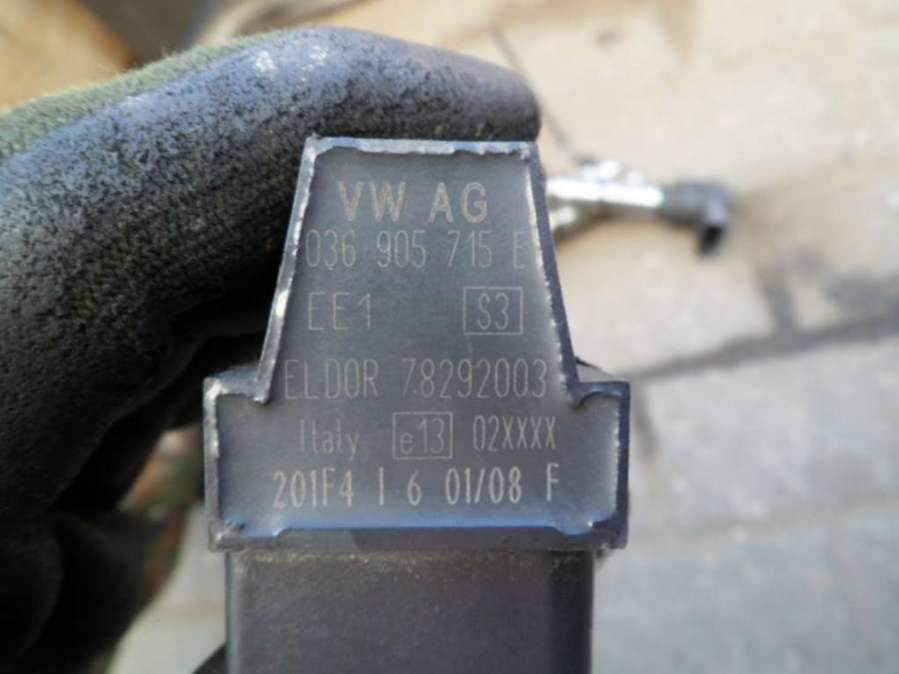 VW AG
036 905 715 E
EE1 S3
ELDOR 78292003
Italy e13 02XXXX
201F4 I 6 01/08 F